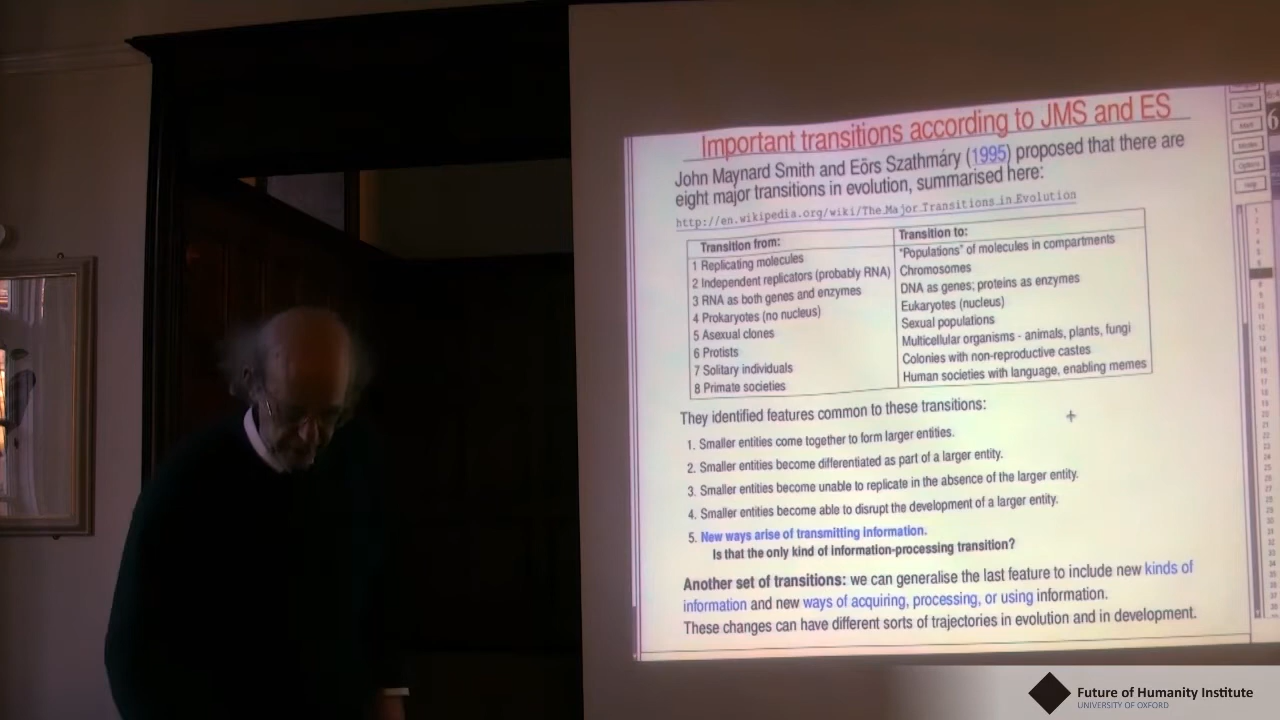 Important transitions according to JMS and ES
John Maynard Smith and Eörs Szathmáry (1995) proposed that there are
eight major transitions in evolution, summarised here:
http://en.wikipedia.org/wiki/The_Major_Transitions_in_Evolution
Transition from: Transition to:
1 Replicating molecules "Populations" of molecules in compartments
2 Independent replicators (probably RNA) Chromosomes
3 RNA as both genes and enzymes DNA as genes; proteins as enzymes
4 Prokaryotes (no nucleus) Eukaryotes (nucleus)
5 Asexual clones Sexual populations
6 Protists Multicellular organisms - animals, plants, fungi
7 Solitary individuals Colonies with non-reproductive castes
8 Primate societies Human societies with language, enabling memes
They identified features common to these transitions:
1. Smaller entities come together to form larger entities.
2. Smaller entities become differentiated as part of a larger entity.
3. Smaller entities become unable to replicate in the absence of the larger entity.
4. Smaller entities become able to disrupt the development of a larger entity.
5. New ways arise of transmitting information.
Is that the only kind of information-processing transition?
Another set of transitions: we can generalise the last feature to include new kinds of
information and new ways of acquiring, processing, or using information.
These changes can have different sorts of trajectories in evolution and in development.
Future of Humanity Institute
UNIVERSITY OF OXFORD